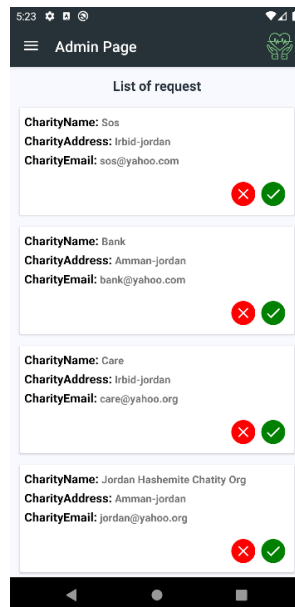 5:23
Admin Page
List of request
CharityName: Sos
CharityAddress: Irbid-jordan
CharityEmail: sos@yahoo.com
CharityName: Bank
CharityAddress: Amman-jordan
CharityEmail: bank@yahoo.com
CharityName: Care
CharityAddress: Irbid-jordan
CharityEmail: care@yahoo.org
CharityName: Jordan Hashemite Chatity Org
CharityAddress: Amman-jordan
CharityEmail: jordan@yahoo.org